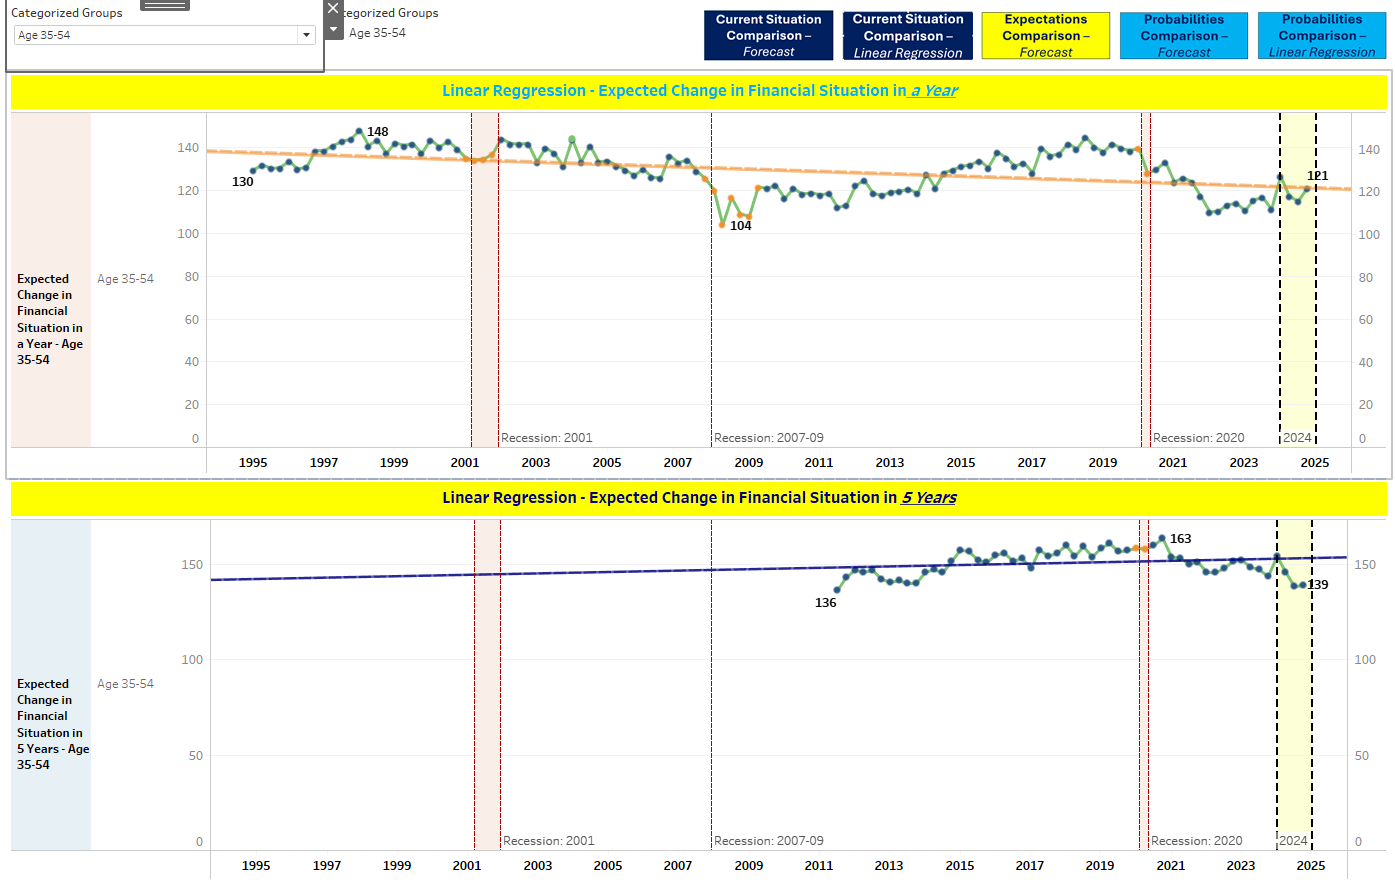 Categorized Groups
Age 35-54
tegorized Groups
Age 35-54
Current Situation
Comparison –
Forecast
Current Situation
Comparison –
Linear Regression
Expectations
Comparison –
Forecast
Probabilities
Comparison –
Forecast
Probabilities
Comparison –
Linear Regression
Linear Reggression - Expected Change in Financial Situation in a Year
Expected
Change in
Financial
Situation in
a Year - Age
35-54
Age 35-54
140
120
100
80
60
40
20
0
130
148
104
121
140
120
100
80
60
40
20
0
Recession: 2001
Recession: 2007-09
Recession: 2020
2024
1995 1997 1999 2001 2003 2005 2007 2009 2011 2013 2015 2017 2019 2021 2023 2025
Linear Regression - Expected Change in Financial Situation in 5 Years
Expected
Change in
Financial
Situation in
5 Years - Age
35-54
Age 35-54
150
100
50
0
136
163
139
150
100
50
0
Recession: 2001
Recession: 2007-09
Recession: 2020
2024
1995 1997 1999 2001 2003 2005 2007 2009 2011 2013 2015 2017 2019 2021 2023 2025